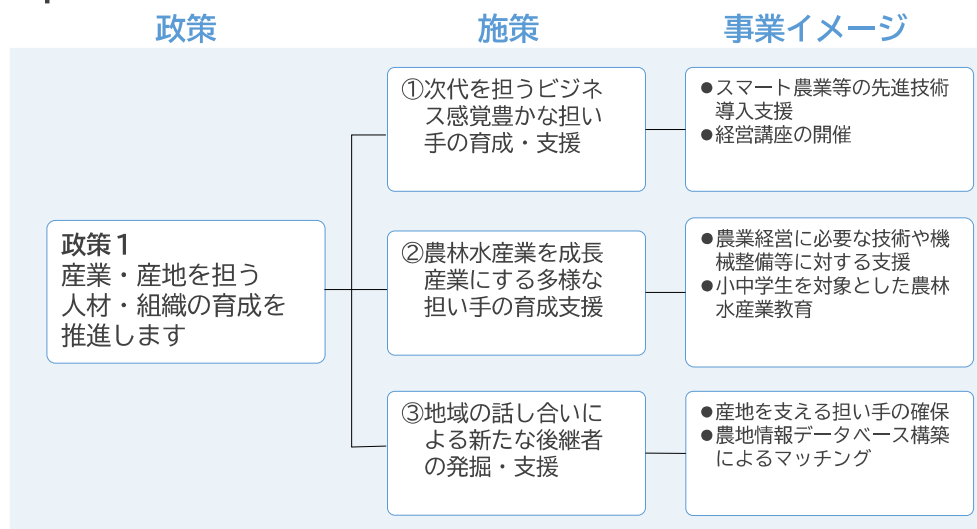 政策
施策
事業イメージ
政策1
産業・産地を担う
人材・組織の育成を
推進します
①次代を担うビジネ
ス感覚豊かな担い
手の育成・支援
●スマート農業等の先進技術
導入支援
●経営講座の開催
②農林水産業を成長
産業にする多様な
担い手の育成支援
●農業経営に必要な技術や機
械整備等に対する支援
●小中学生を対象とした農林
水産業教育
③地域の話し合いに
よる新たな後継者
の発掘・支援
●産地を支える担い手の確保
●農地情報データベース構築
によるマッチング